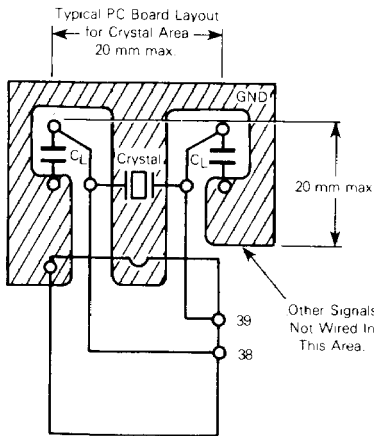 Typical PC Board Layout
for Crystal Area
20 mm max.
GND
CL
Crystal
CL
20 mm max
Other Signals
Not Wired In
This Area.
39
38